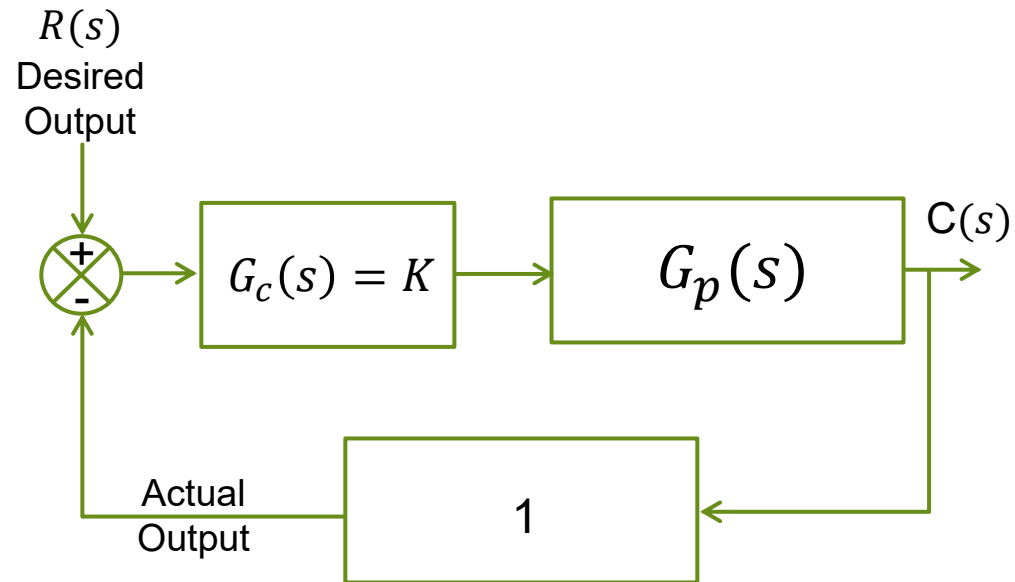 R(s)
Desired
Output
+
-
G_c(s) = K
G_p(s)
C(s)
1
Actual
Output